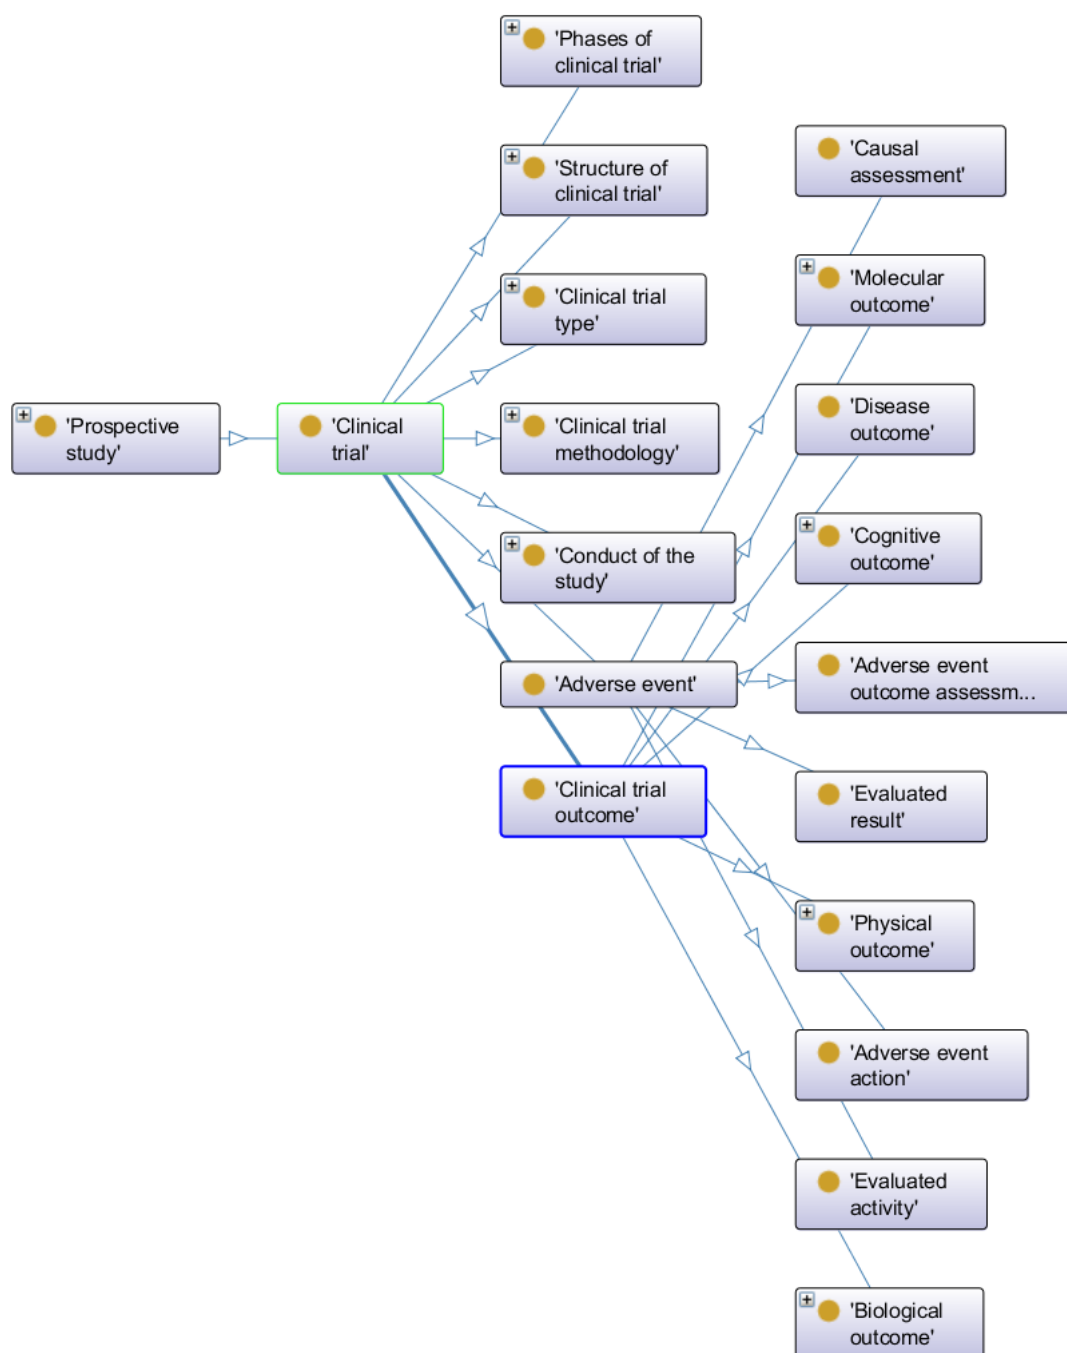 'Phases of
clinical trial'
'Structure of
clinical trial'
'Clinical trial
type'
'Prospective
study'
'Clinical
trial'
'Clinical trial
methodology'
'Conduct of the
study'
'Adverse event'
'Clinical trial
outcome'
'Causal
assessment'
'Molecular
outcome'
'Disease
outcome'
'Cognitive
outcome'
'Adverse event
outcome assessm...
'Evaluated
result'
'Physical
outcome'
'Adverse event
action'
'Evaluated
activity'
'Biological
outcome'